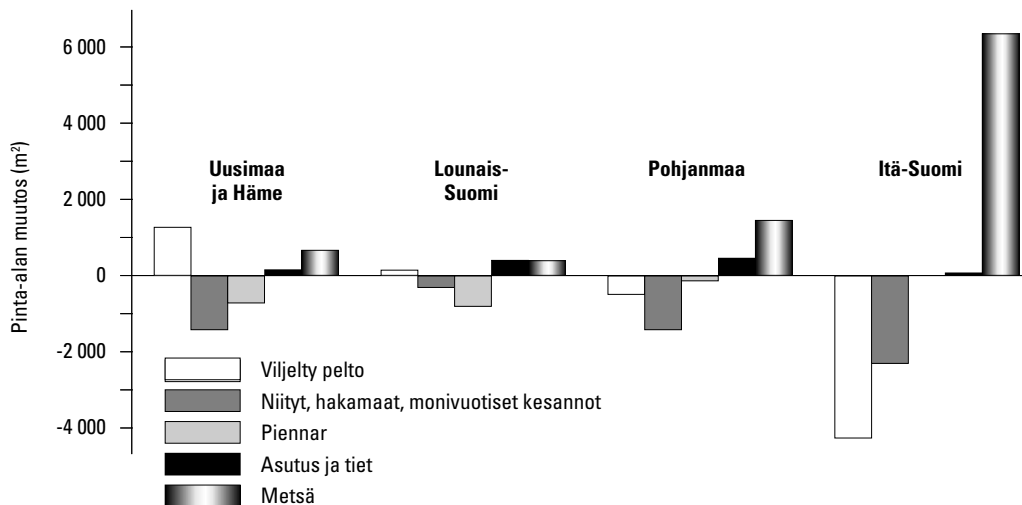 Pinta-alan muutos (m²)
6 000
4 000
2 000
0
-2 000
-4 000
Uusimaa
ja Häme
Lounais-
Suomi
Pohjanmaa
Itä-Suomi
Viljelty pelto
Niityt, hakamaat, monivuotiset kesannot
Piennar
Asutus ja tiet
Metsä